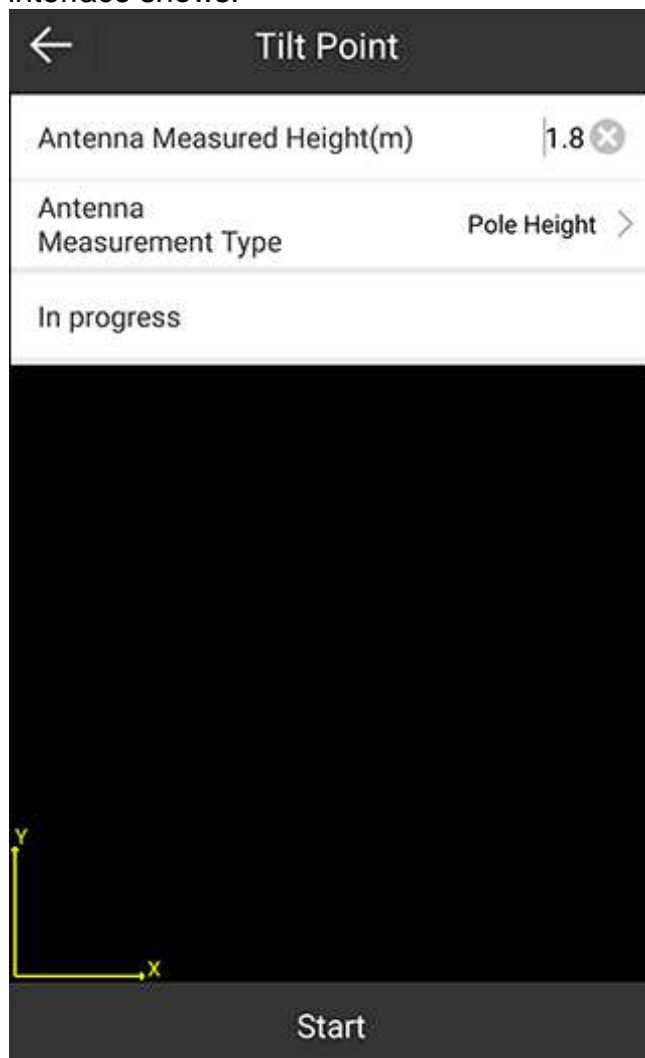 interface shows:
Tilt Point
Antenna Measured Height(m) 1.8
Antenna
Measurement Type
Pole Height
In progress
Y
X
Start